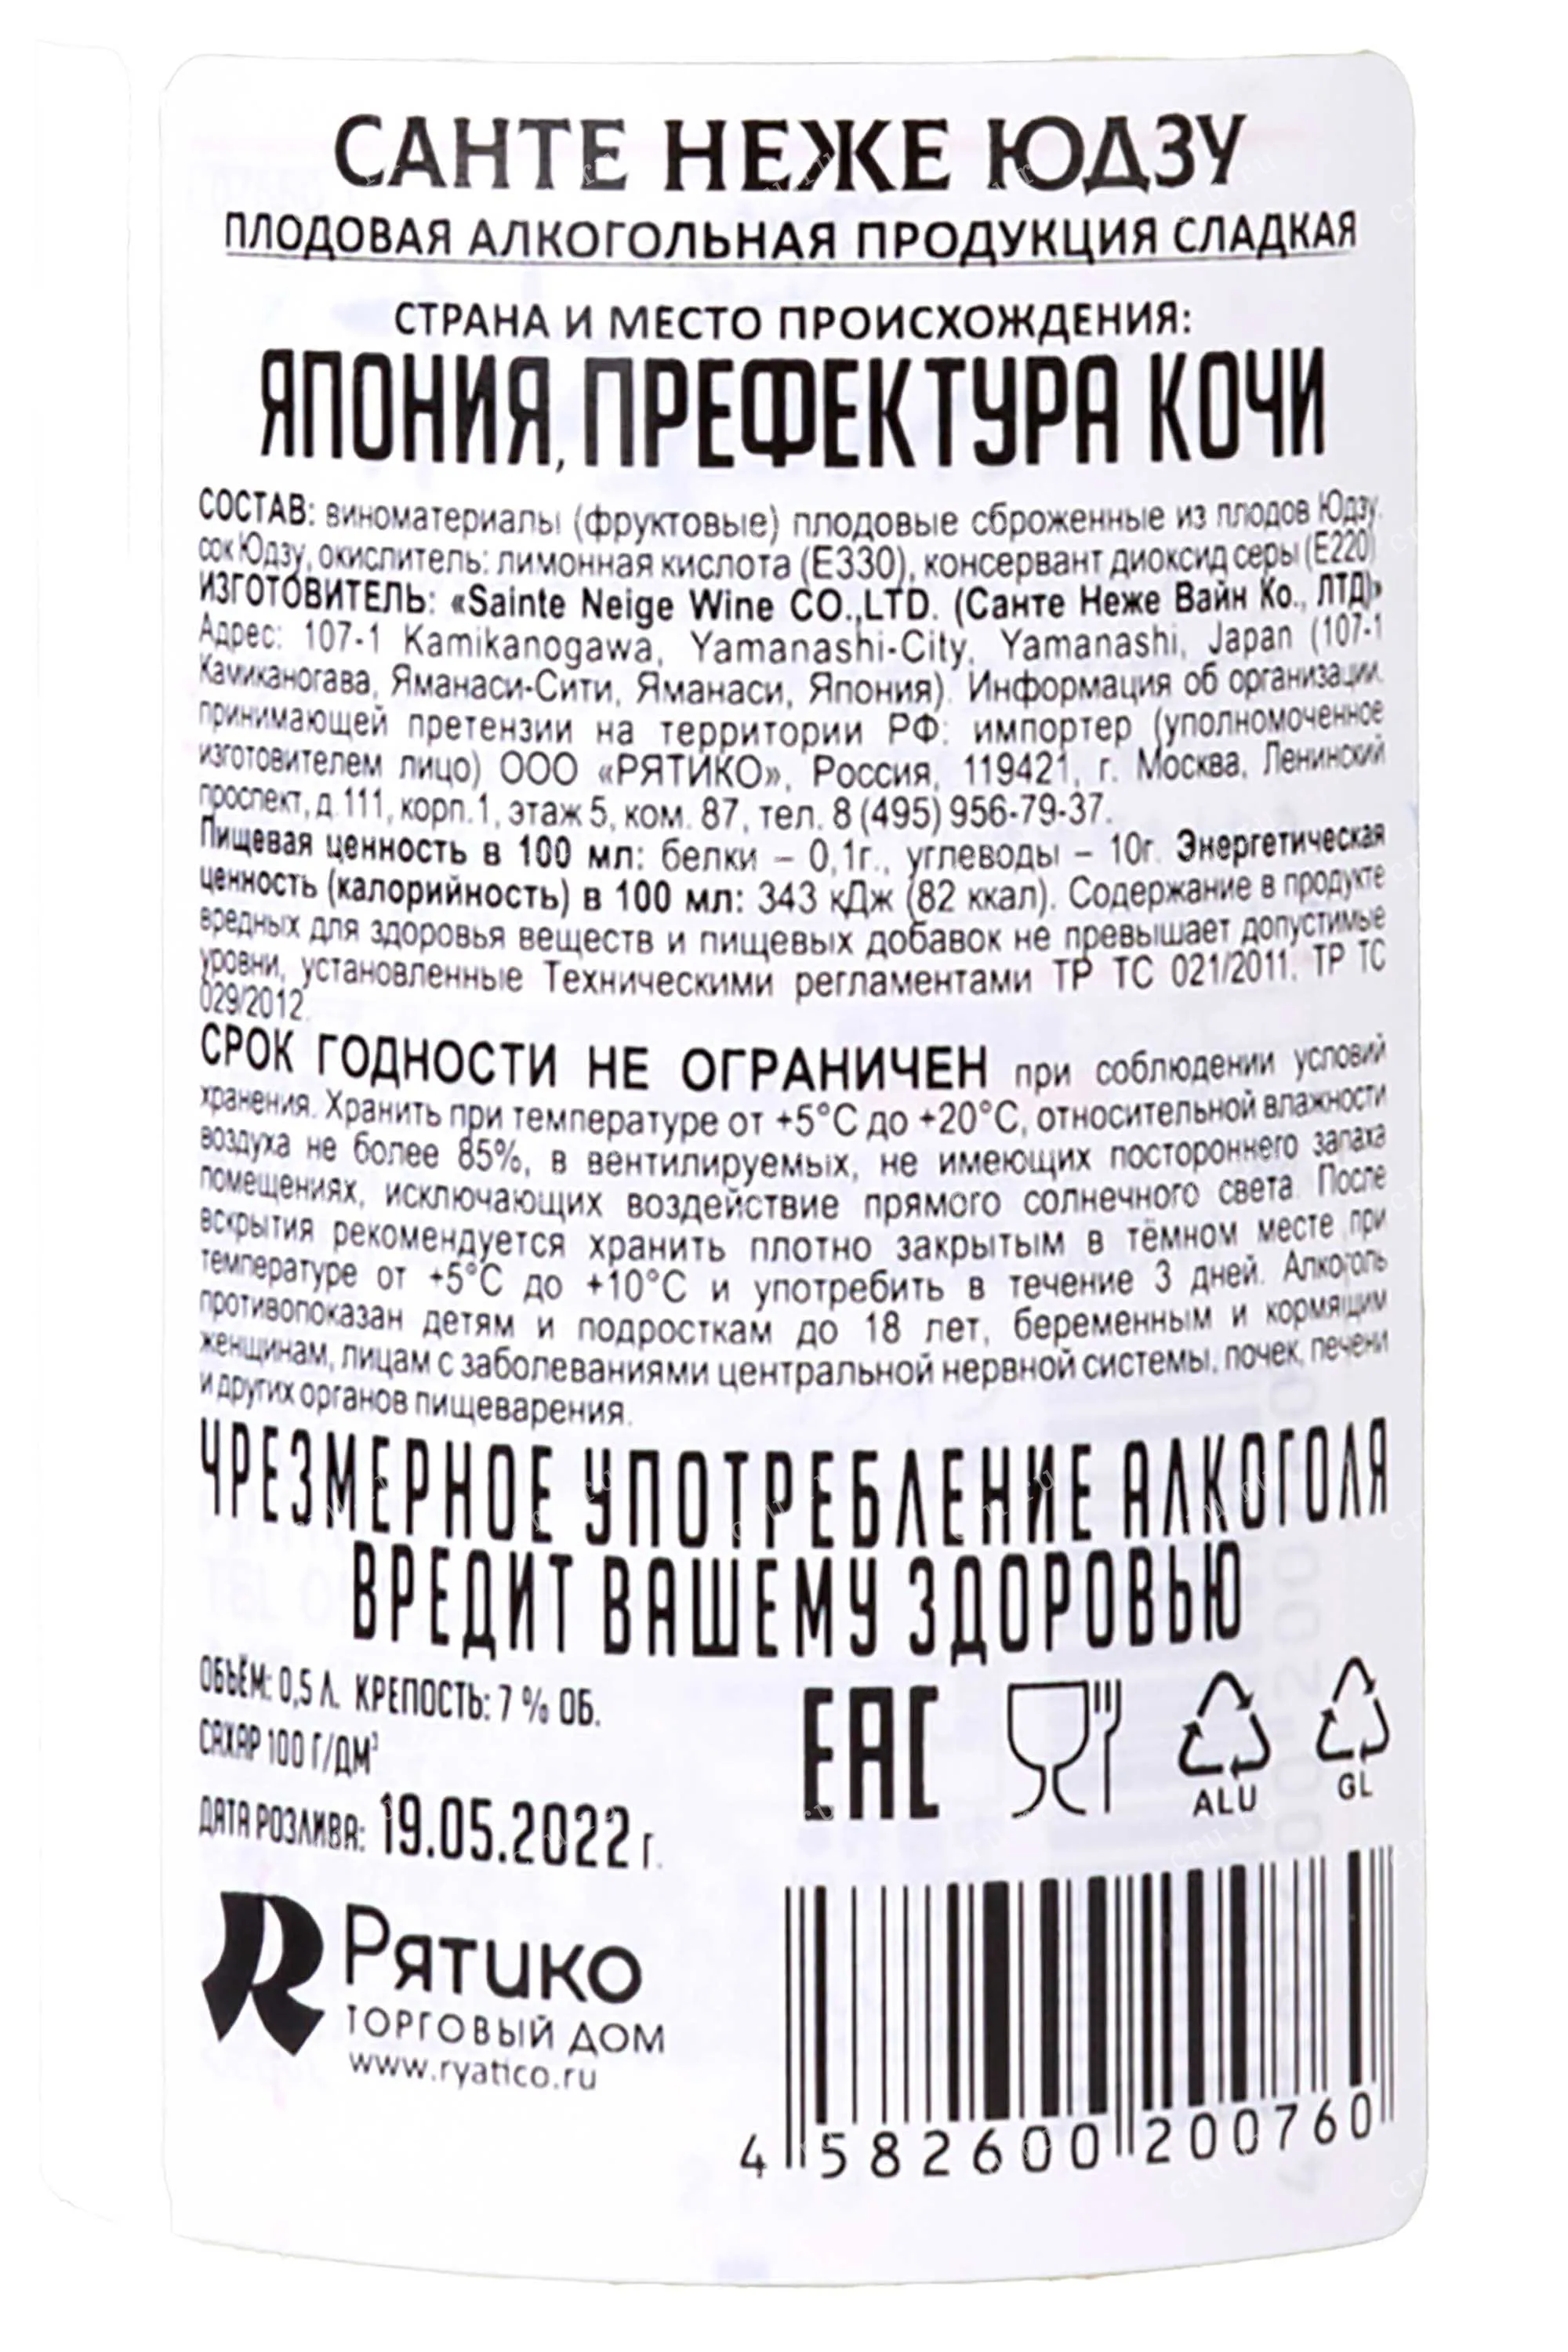 САНТЕ НЕЖЕ ЮДЗУ
ПЛОДОВАЯ АЛКОГОЛЬНАЯ ПРОДУКЦИЯ СЛАДКАЯ
СТРАНА И МЕСТО ПРОИСХОЖДЕНИЯ:
ЯПОНИЯ, ПРЕФЕКТУРА КОЧИ
СОСТАВ: виноматериалы (фруктовые) плодовые сброженные из плодов Юдзу,
сок Юдзу, окислитель: лимонная кислота (Е330), консервант диоксид серы (Е220)
ИЗГОТОВИТЕЛЬ: «Sainte Neige Wine CO.,LTD. (Санте Неже Вайн Ко., ЛТД)»
Адрес: 107-1 Kamikanogawa, Yamanashi-City, Yamanashi, Japan (107-1
Камиканогава, Яманаси-Сити, Яманаси, Япония). Информация об организации,
принимающей претензии на территории РФ: импортер (уполномоченное
изготовителем лицо) ООО «РЯТИКО», Россия, 119421, г. Москва, Ленинский
проспект, д.111, корп.1, этаж 5, ком. 87, тел. 8 (495) 956-79-37.
Пищевая ценность в 100 мл: белки – 0,1г., углеводы – 10г. Энергетическая
ценность (калорийность) в 100 мл: 343 кДж (82 ккал). Содержание в продукте
вредных для здоровья веществ и пищевых добавок не превышает допустимые
уровни, установленные Техническими регламентами ТР ТС 021/2011, ТР ТС
029/2012.
СРОК ГОДНОСТИ НЕ ОГРАНИЧЕН при соблюдении условий
хранения. Хранить при температуре от +5°С до +20°С, относительной влажности
воздуха не более 85%, в вентилируемых, не имеющих постороннего запаха
помещениях, исключающих воздействие прямого солнечного света. После
вскрытия рекомендуется хранить плотно закрытым в тёмном месте при
температуре от +5°С до +10°С и употребить в течение 3 дней. Алкоголь
противопоказан детям и подросткам до 18 лет, беременным и кормящим
женщинам, лицам с заболеваниями центральной нервной системы, почек, печени
и других органов пищеварения.
ЧРЕЗМЕРНОЕ УПОТРЕБЛЕНИЕ АЛКОГОЛЯ
ВРЕДИТ ВАШЕМУ ЗДОРОВЬЮ
ОБЪЁМ: 0,5 Л. КРЕПОСТЬ: 7 % ОБ.
САХАР 100 Г/ДМ³
ДАТА РОЗЛИВА: 19.05.2022 г.
EAC
ALU
GL
РЯТИКО
ТОРГОВЫЙ ДОМ
www.ryatico.ru
4 582600 200760